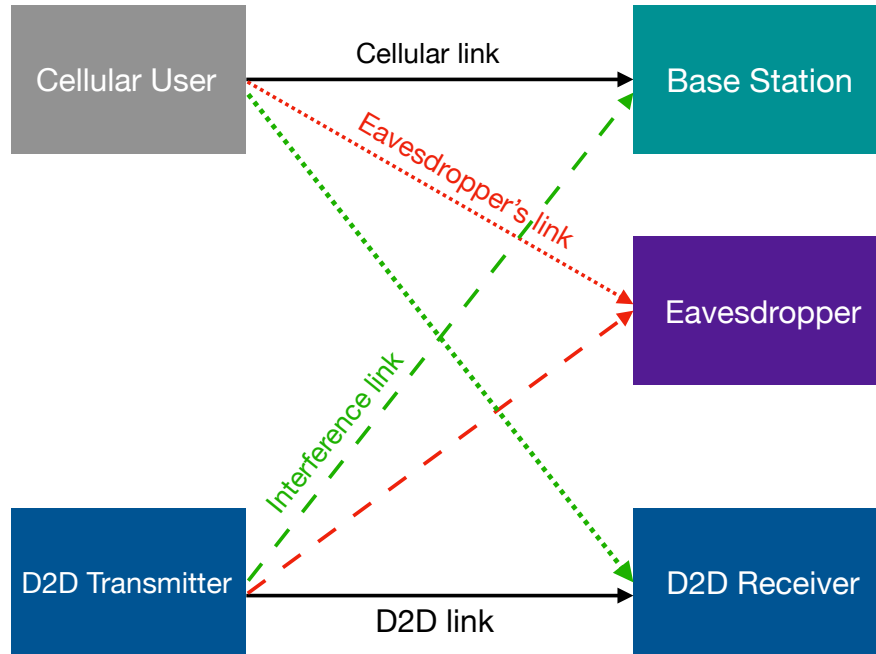 Cellular User
Cellular link
Base Station
Eavesdropper's link
Eavesdropper
Interference link
D2D Transmitter
D2D link
D2D Receiver